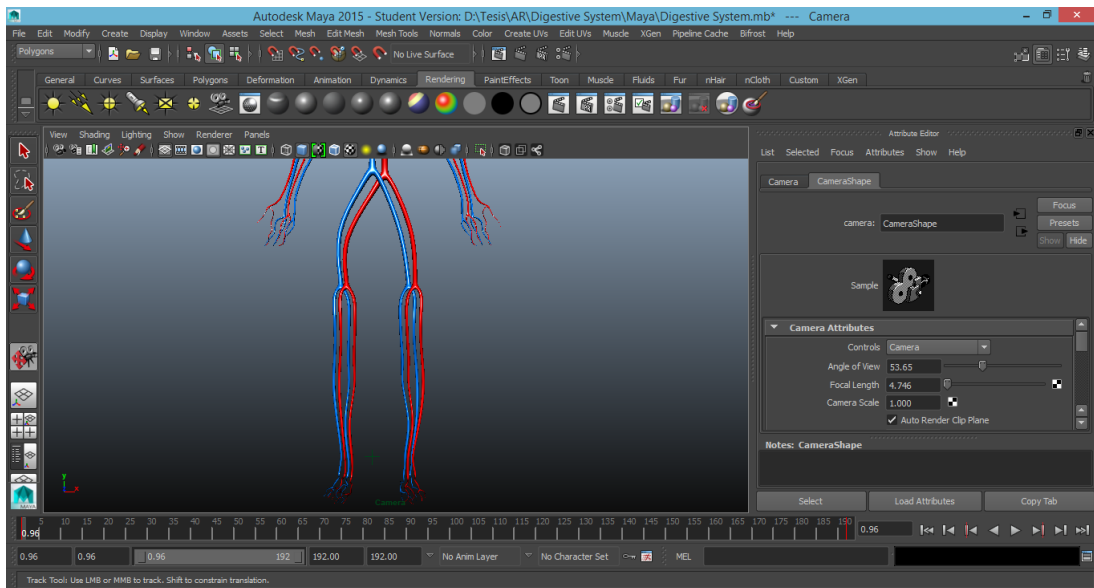 Autodesk Maya 2015 - Student Version: D:\Tesis\AR\Digestive System\Maya\Digestive System.mb* --- Camera
File Edit Modify Create Display Window Assets Select Mesh Edit Mesh Mesh Tools Normals Color Create UVs Edit UVs Muscle XGen Pipeline Cache Bifrost Help
Polygons No Live Surface
General Curves Surfaces Polygons Deformation Animation Dynamics Rendering PaintEffects Toon Muscle Fluids Fur nHair nCloth Custom XGen
View Shading Lighting Show Renderer Panels
Attribute Editor
List Selected Focus Attributes Show Help
Camera CameraShape
Focus
camera: CameraShape Presets
Show Hide
Sample
Camera Attributes
Controls Camera
Angle of View 53.65
Focal Length 4.746
Camera Scale 1.000
Auto Render Clip Plane
Notes: CameraShape
y
x
Camera
Select Load Attributes Copy Tab
5 10 15 20 25 30 35 40 45 50 55 60 65 70 75 80 85 90 95 100 105 110 115 120 125 130 135 140 145 150 155 160 165 170 175 180 185 190
0.96 0.96
0.96 0.96 0.96 192 192.00 192.00 No Anim Layer No Character Set MEL
MAYA
Track Tool: Use LMB or MMB to track. Shift to constrain translation.